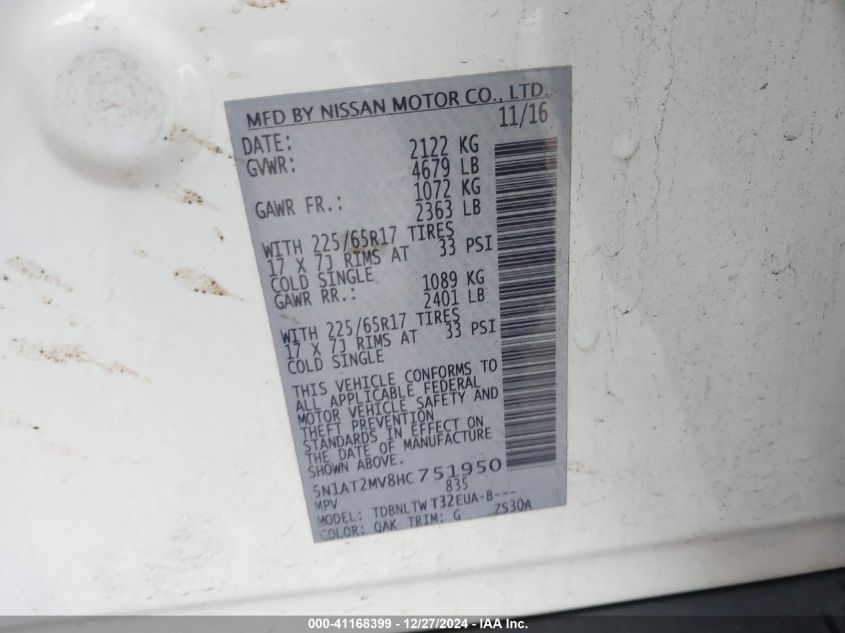 MFD BY NISSAN MOTOR CO., LTD.
DATE: 11/16
GVWR: 2122 KG
4679 LB
GAWR FR.: 1072 KG
2363 LB
WITH 225/65R17 TIRES
17 X 7J RIMS AT 33 PSI
COLD SINGLE
GAWR RR.: 1089 KG
2401 LB
WITH 225/65R17 TIRES
17 X 7J RIMS AT 33 PSI
COLD SINGLE
THIS VEHICLE CONFORMS TO
ALL APPLICABLE FEDERAL
MOTOR VEHICLE SAFETY AND
THEFT PREVENTION
STANDARDS IN EFFECT ON
THE DATE OF MANUFACTURE
SHOWN ABOVE.
5N1AT2MV8HC751950
MPV 835
MODEL: TDBNLTW T32EUA-B---
COLOR: QAK TRIM: G 7S30A
000-41168399 - 12/27/2024 - IAA Inc.